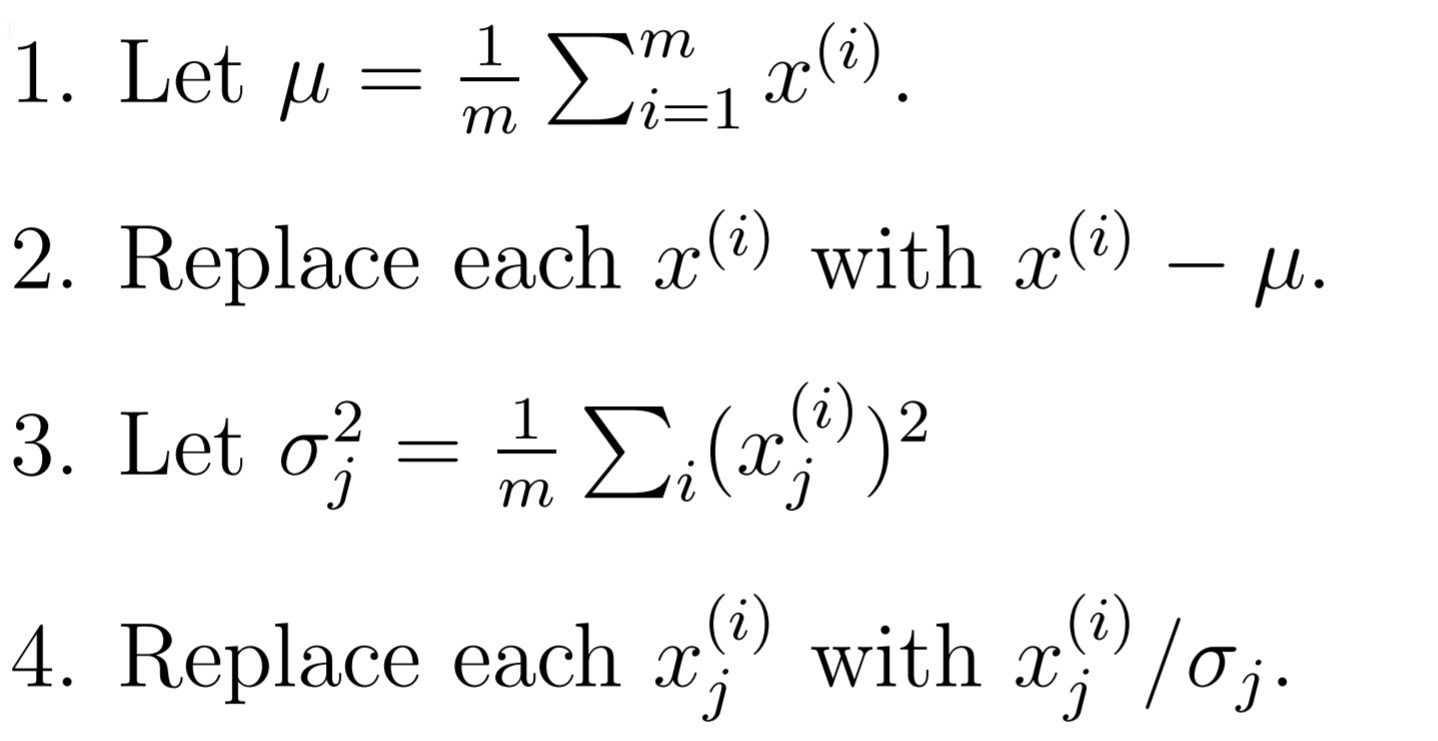 1. Let μ = 1/m ∑_{i=1}^{m} x^{(i)}.
2. Replace each x^{(i)} with x^{(i)} − μ.
3. Let σ_j^2 = 1/m ∑_i (x_j^{(i)})^2
4. Replace each x_j^{(i)} with x_j^{(i)}/σ_j.